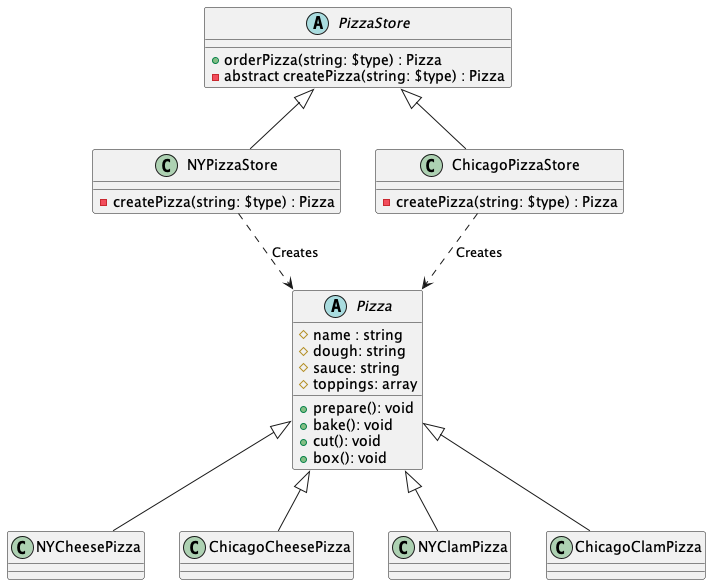 A PizzaStore
orderPizza(string: $type) : Pizza
abstract createPizza(string: $type) : Pizza
C NYPizzaStore
createPizza(string: $type) : Pizza
C ChicagoPizzaStore
createPizza(string: $type) : Pizza
Creates
Creates
A Pizza
name : string
dough: string
sauce: string
toppings: array
prepare(): void
bake(): void
cut(): void
box(): void
C NYCheesePizza
C ChicagoCheesePizza
C NYClamPizza
C ChicagoClamPizza